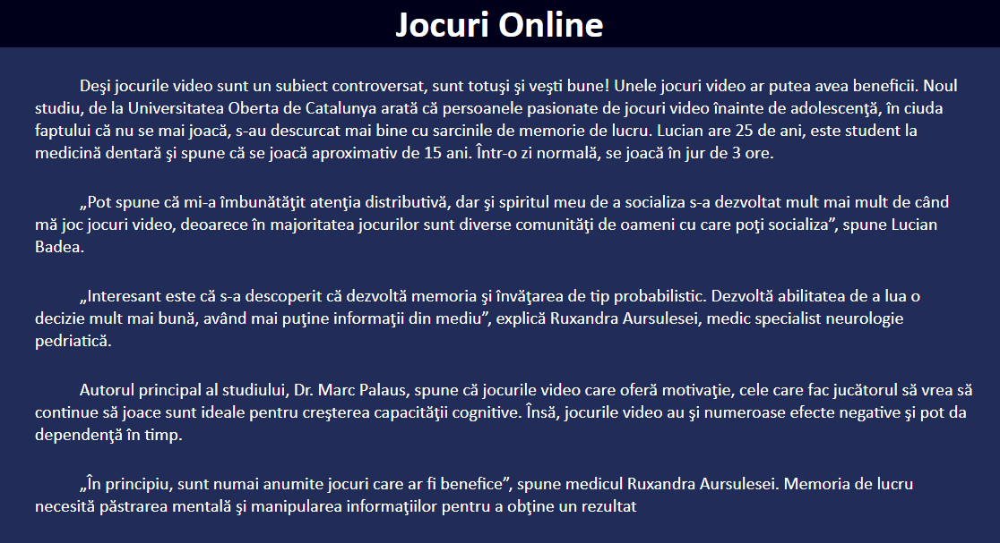 Jocuri Online
Deşi jocurile video sunt un subiect controversat, sunt totuşi şi veşti bune! Unele jocuri video ar putea avea beneficii. Noul
studiu, de la Universitatea Oberta de Catalunya arată că persoanele pasionate de jocuri video înainte de adolescenţă, în ciuda
faptului că nu se mai joacă, s-au descurcat mai bine cu sarcinile de memorie de lucru. Lucian are 25 de ani, este student la
medicină dentară şi spune că se joacă aproximativ de 15 ani. Într-o zi normală, se joacă în jur de 3 ore.
„Pot spune că mi-a îmbunătăţit atenţia distributivă, dar şi spiritul meu de a socializa s-a dezvoltat mult mai mult de când
mă joc jocuri video, deoarece în majoritatea jocurilor sunt diverse comunităţi de oameni cu care poţi socializa”, spune Lucian
Badea.
„Interesant este că s-a descoperit că dezvoltă memoria şi învăţarea de tip probabilistic. Dezvoltă abilitatea de a lua o
decizie mult mai bună, având mai puţine informaţii din mediu”, explică Ruxandra Aursulesei, medic specialist neurologie
pedriatică.
Autorul principal al studiului, Dr. Marc Palaus, spune că jocurile video care oferă motivaţie, cele care fac jucătorul să vrea să
continue să joace sunt ideale pentru creşterea capacităţii cognitive. Însă, jocurile video au şi numeroase efecte negative şi pot da
dependenţă în timp.
„În principiu, sunt numai anumite jocuri care ar fi benefice”, spune medicul Ruxandra Aursulesei. Memoria de lucru
necesită păstrarea mentală şi manipularea informaţiilor pentru a obţine un rezultat